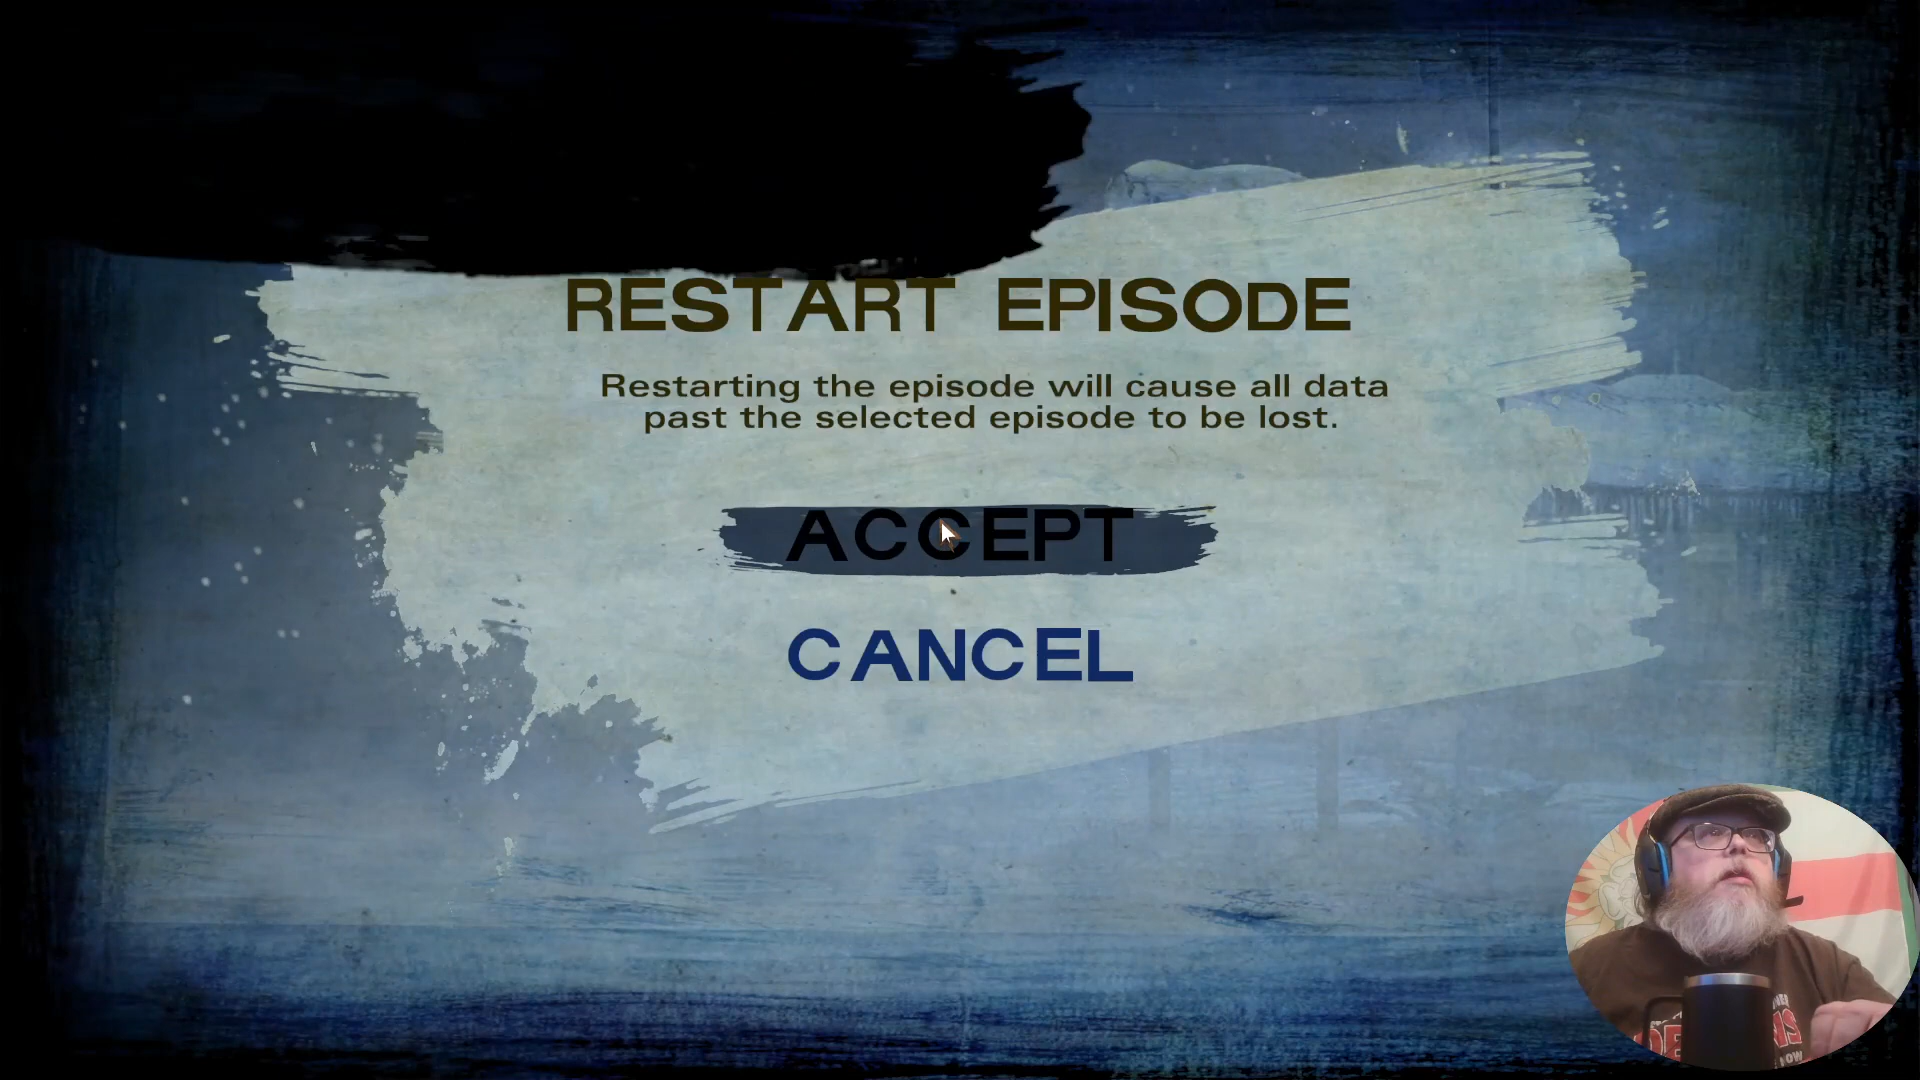 RESTART EPISODE
Restarting the episode will cause all data
past the selected episode to be lost.
ACCEPT
CANCEL